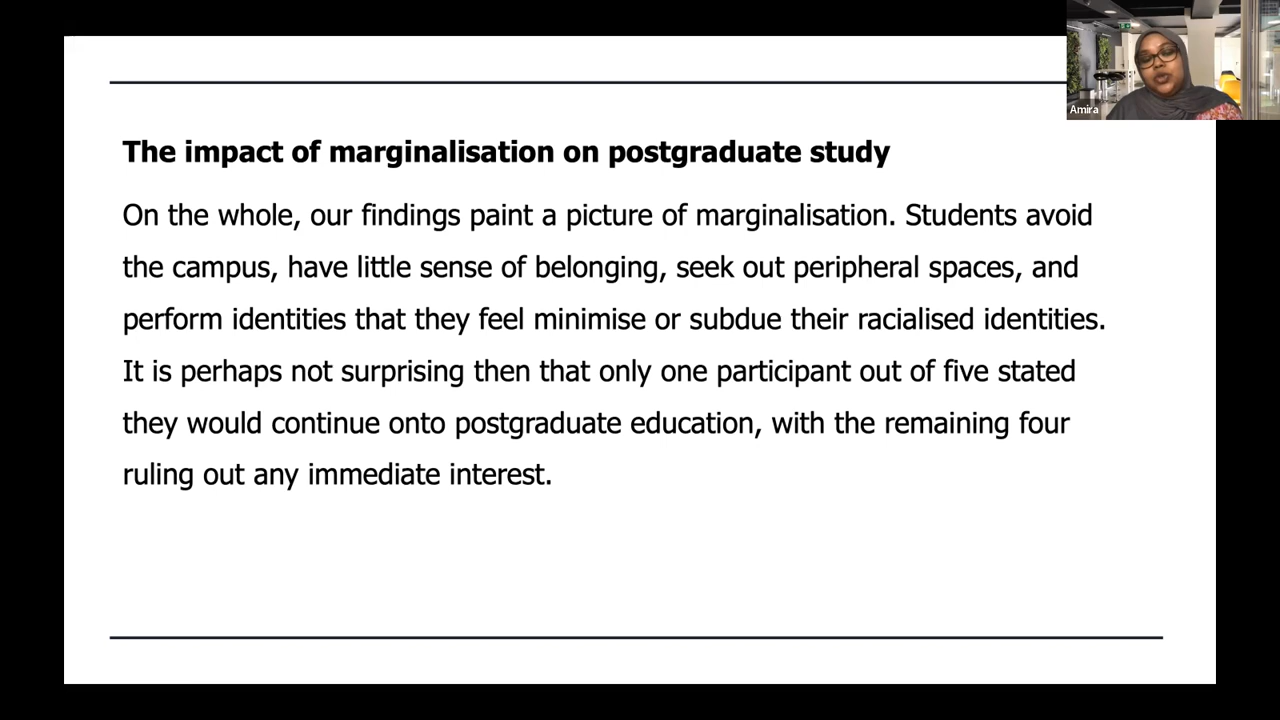 Amira
The impact of marginalisation on postgraduate study
On the whole, our findings paint a picture of marginalisation. Students avoid
the campus, have little sense of belonging, seek out peripheral spaces, and
perform identities that they feel minimise or subdue their racialised identities.
It is perhaps not surprising then that only one participant out of five stated
they would continue onto postgraduate education, with the remaining four
ruling out any immediate interest.